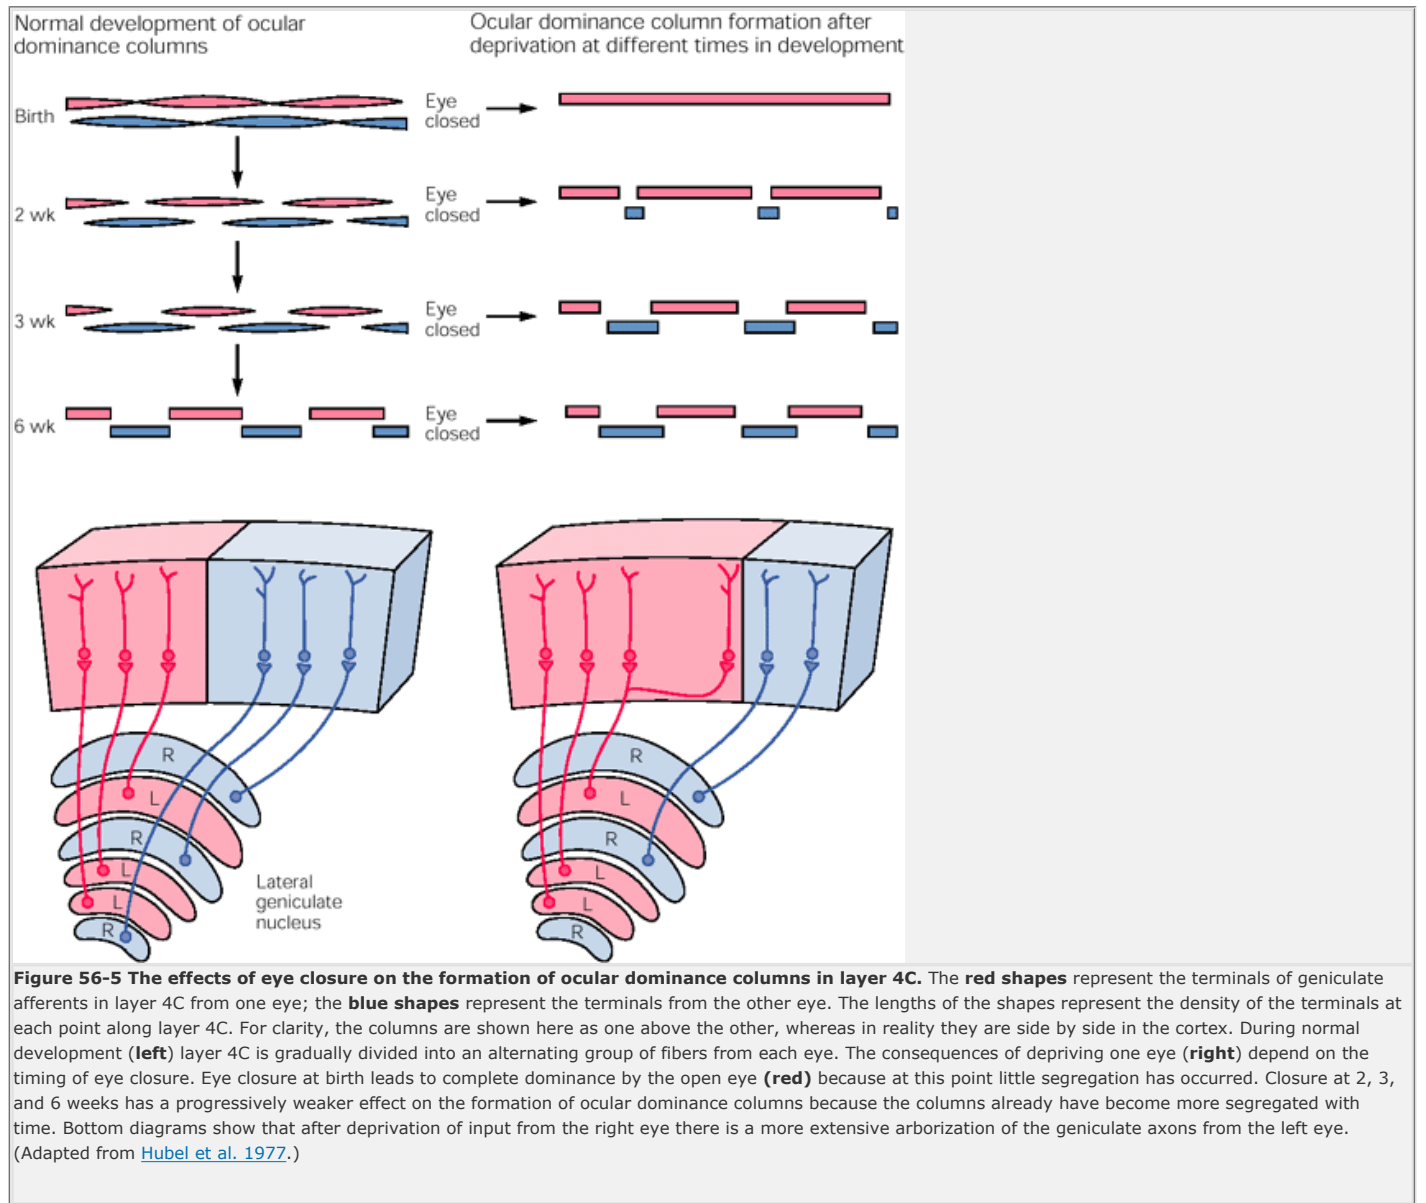 Normal development of ocular
dominance columns
Ocular dominance column formation after
deprivation at different times in development
Birth
Eye
closed
2 wk
Eye
closed
3 wk
Eye
closed
6 wk
Eye
closed
R
L
R
L
L
R
Lateral
geniculate
nucleus
R
L
R
L
L
R
Figure 56-5 The effects of eye closure on the formation of ocular dominance columns in layer 4C. The red shapes represent the terminals of geniculate
afferents in layer 4C from one eye; the blue shapes represent the terminals from the other eye. The lengths of the shapes represent the density of the terminals at
each point along layer 4C. For clarity, the columns are shown here as one above the other, whereas in reality they are side by side in the cortex. During normal
development (left) layer 4C is gradually divided into an alternating group of fibers from each eye. The consequences of depriving one eye (right) depend on the
timing of eye closure. Eye closure at birth leads to complete dominance by the open eye (red) because at this point little segregation has occurred. Closure at 2, 3,
and 6 weeks has a progressively weaker effect on the formation of ocular dominance columns because the columns already have become more segregated with
time. Bottom diagrams show that after deprivation of input from the right eye there is a more extensive arborization of the geniculate axons from the left eye.
(Adapted from Hubel et al. 1977.)